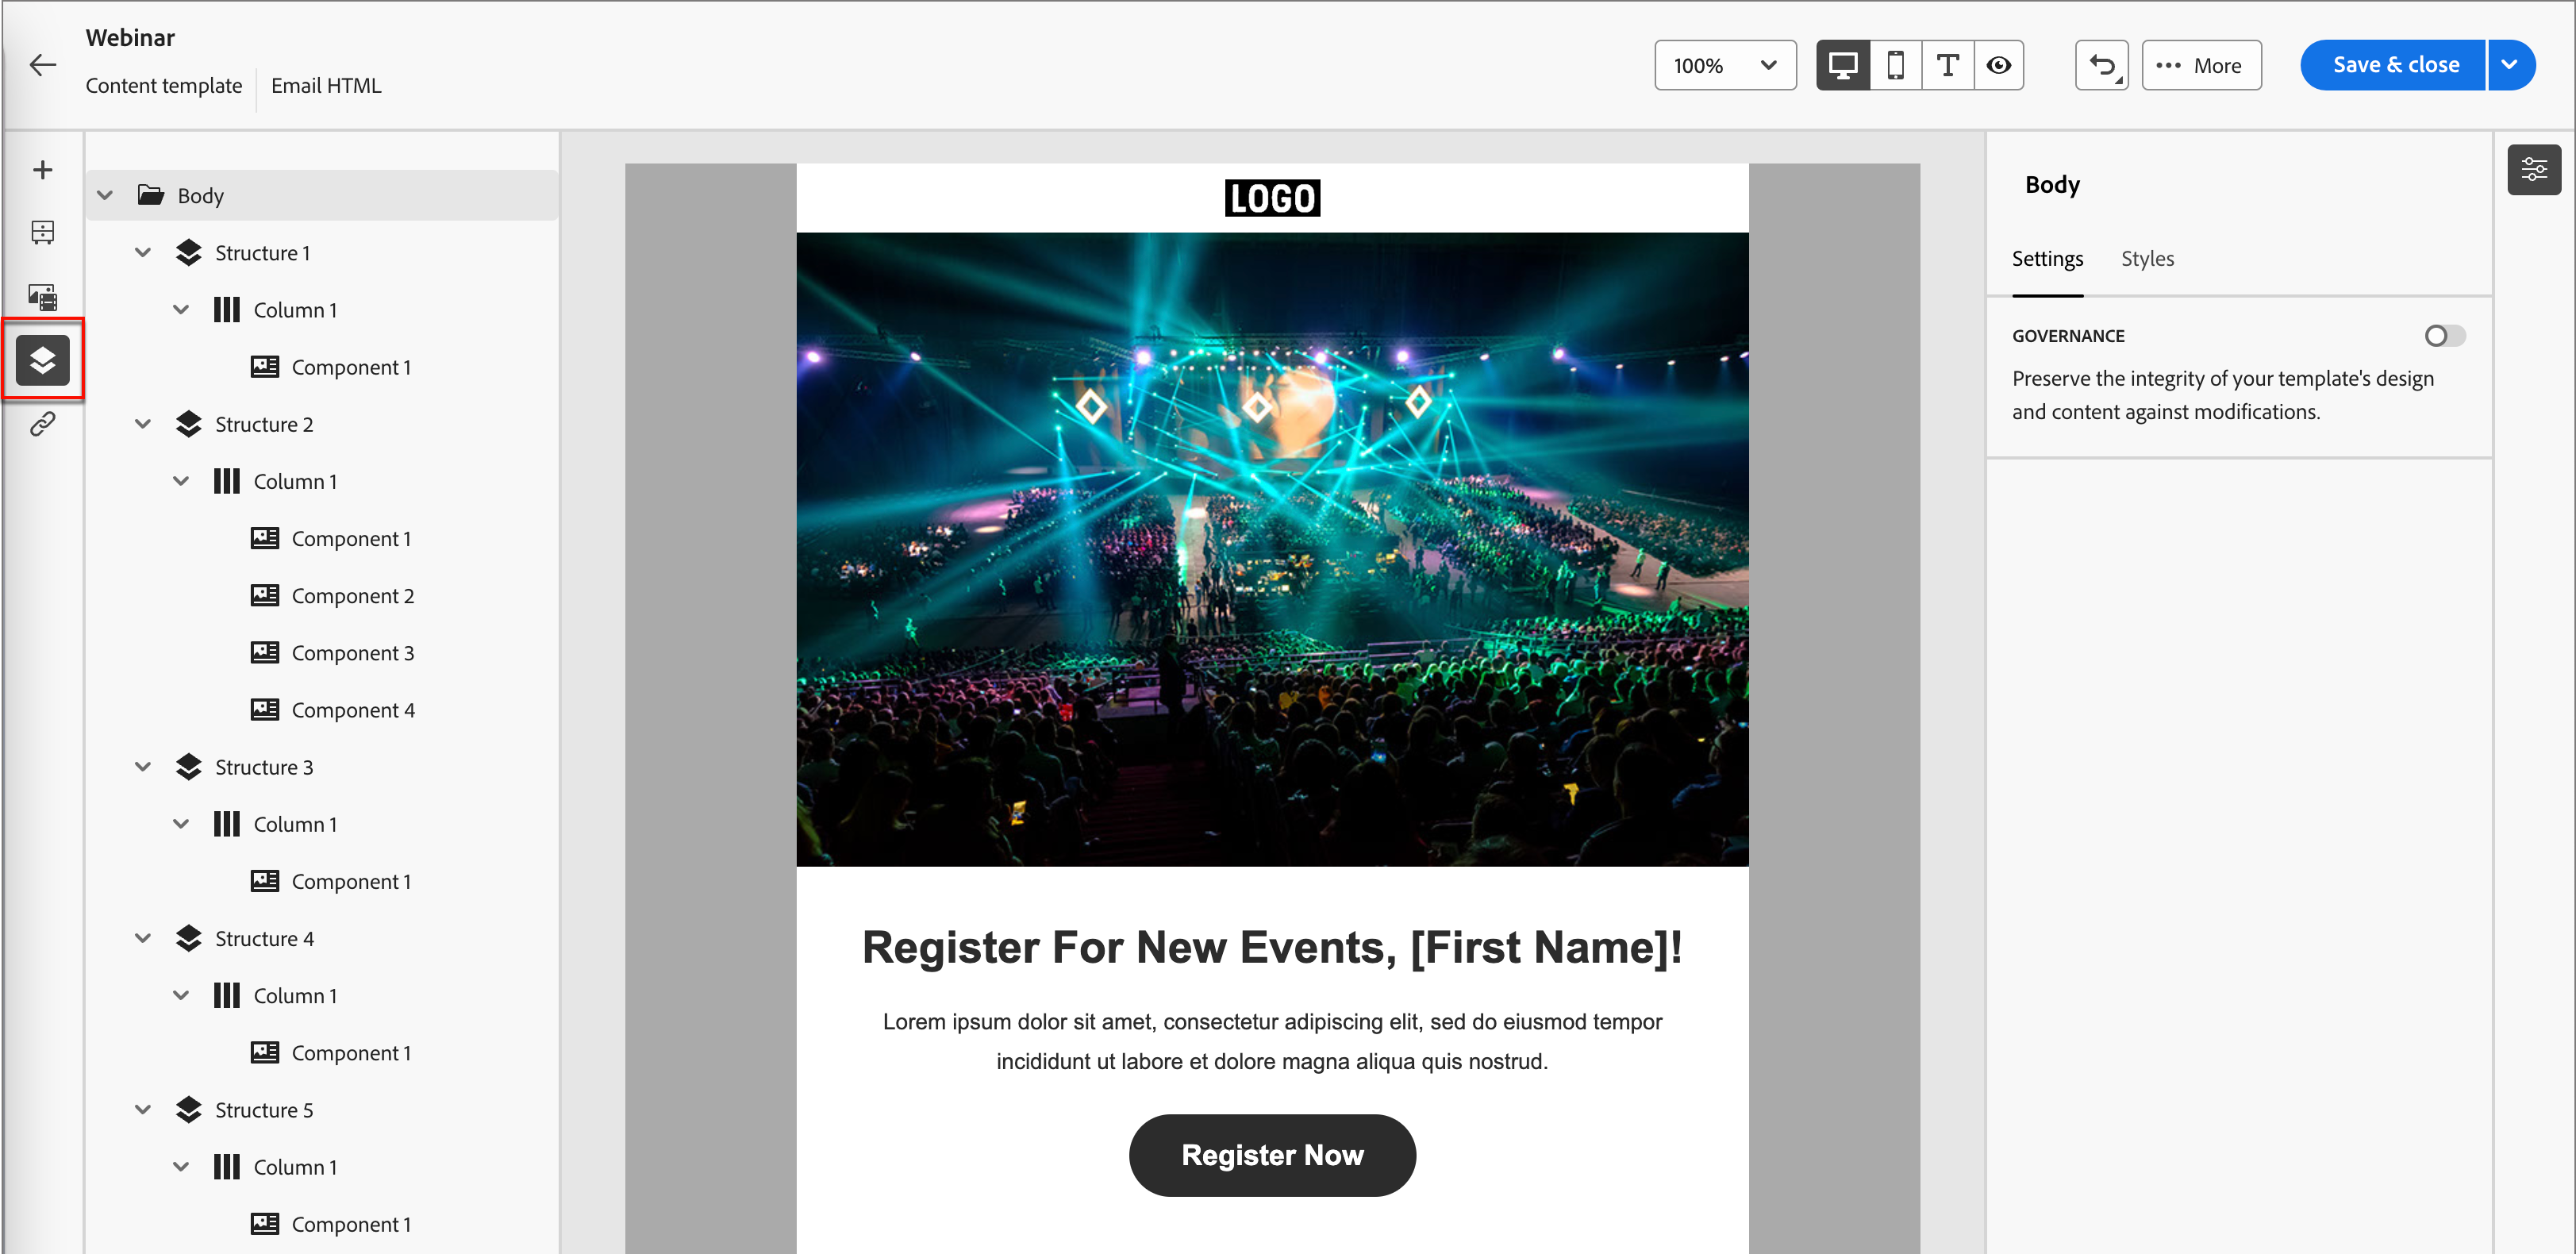 Webinar
Content template
Email HTML
100%
More
Save & close
Body
Structure 1
Column 1
Component 1
Structure 2
Column 1
Component 1
Component 2
Component 3
Component 4
Structure 3
Column 1
Component 1
Structure 4
Column 1
Component 1
Structure 5
Column 1
Component 1
LOGO
Register For New Events, [First Name]!
Lorem ipsum dolor sit amet, consectetur adipiscing elit, sed do eiusmod tempor
incididunt ut labore et dolore magna aliqua quis nostrud.
Register Now
Body
Settings
Styles
GOVERNANCE
Preserve the integrity of your template's design
and content against modifications.